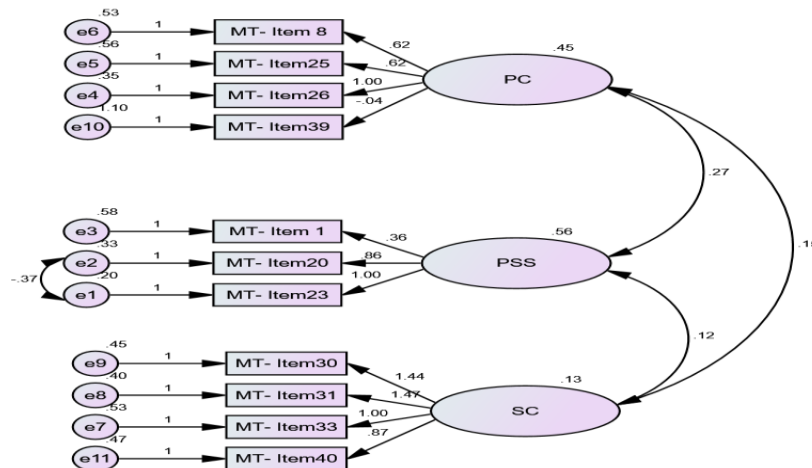 .53
e6 1 MT- Item 8
.56
e5 1 MT- Item25
.35
e4 1 MT- Item26
1.10
e10 1 MT- Item39
.62
.62
1.00
-.04
.45
PC
.58
e3 1 MT- Item 1
.33
e2 1 MT- Item20
.20
e1 1 MT- Item23
-.37
.36
.86
1.00
.56
PSS
.27
.12
.45
e9 1 MT- Item30
.40
e8 1 MT- Item31
.53
e7 1 MT- Item33
.47
e11 1 MT- Item40
1.44
1.47
1.00
.87
.13
SC